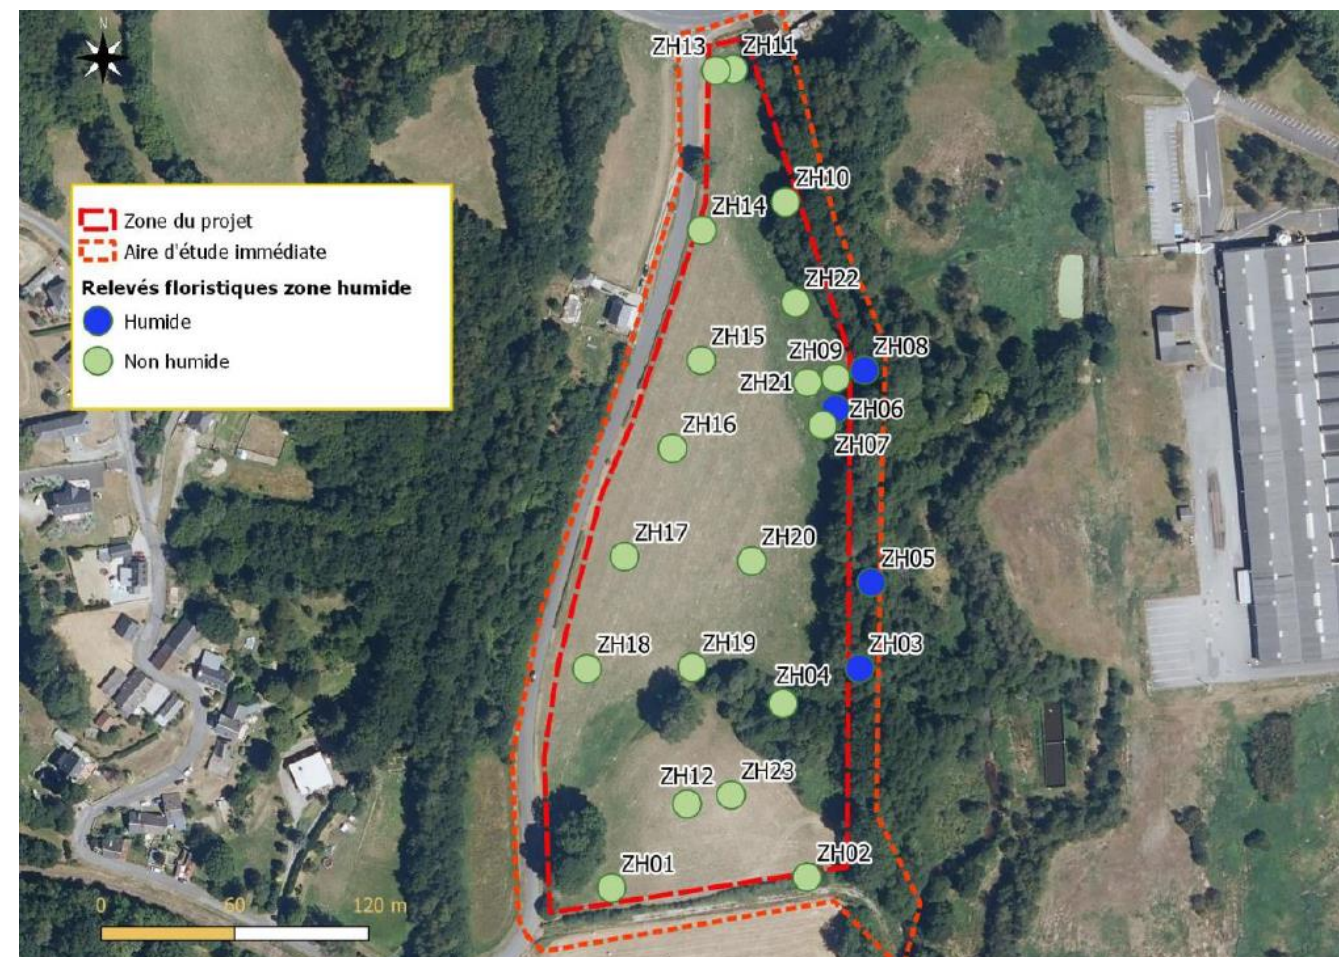 N
ZH13
ZH11
ZH10
ZH14
Zone du projet
Aire d'étude immédiate
Relevés floristiques zone humide
Humide
Non humide
ZH22
ZH15
ZH09
ZH08
ZH21
ZH06
ZH16
ZH07
ZH17
ZH20
ZH05
ZH18
ZH19
ZH03
ZH04
ZH12
ZH23
ZH01
ZH02
0 60 120 m